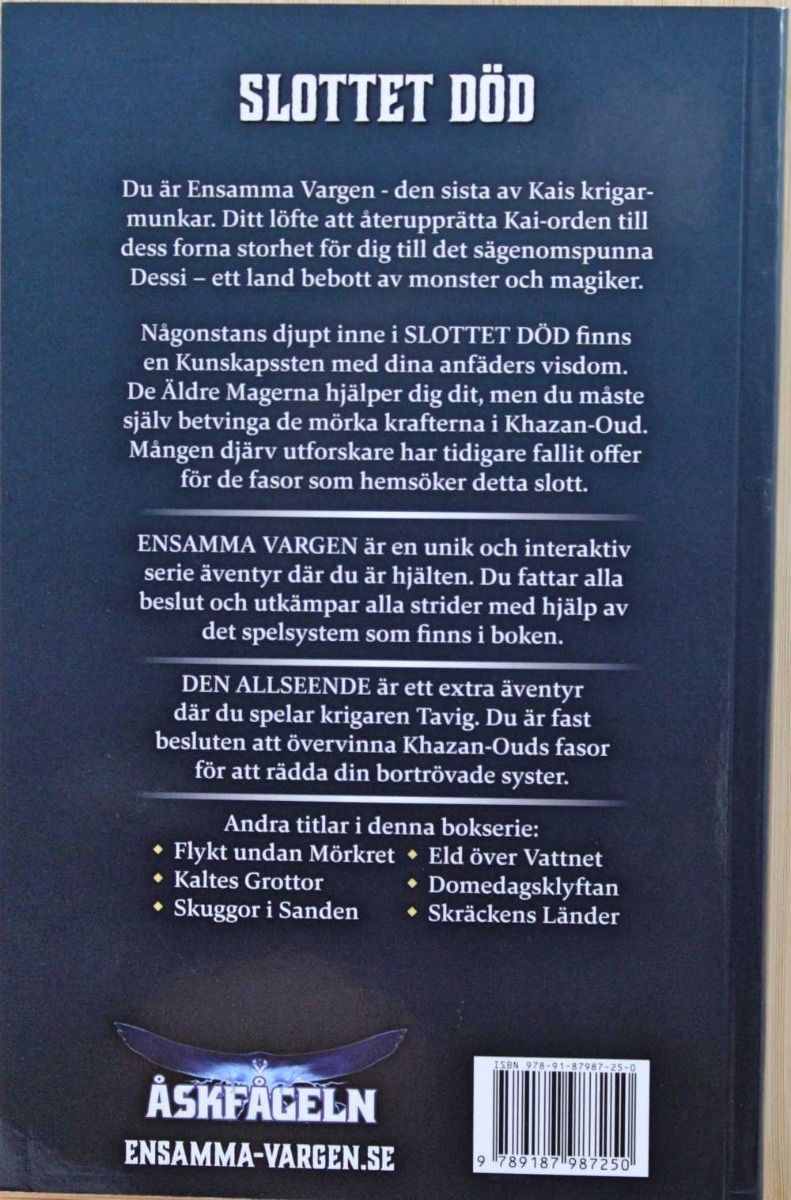 SLOTTET DÖD
Du är Ensamma Vargen - den sista av Kais krigar-
munkar. Ditt löfte att återupprätta Kai-orden till
dess forna storhet för dig till det sägenomspunna
Dessi – ett land bebott av monster och magiker.
Någonstans djupt inne i SLOTTET DÖD finns
en Kunskapssten med dina anfäders visdom.
De Äldre Magerna hjälper dig dit, men du måste
själv betvinga de mörka krafterna i Khazan-Oud.
Mången djärv utforskare har tidigare fallit offer
för de fasor som hemsöker detta slott.
ENSAMMA VARGEN är en unik och interaktiv
serie äventyr där du är hjälten. Du fattar alla
beslut och utkämpar alla strider med hjälp av
det spelsystem som finns i boken.
DEN ALLSEENDE är ett extra äventyr
där du spelar krigaren Tavig. Du är fast
besluten att övervinna Khazan-Ouds fasor
för att rädda din bortrövade syster.
Andra titlar i denna bokserie:
Flykt undan Mörkret
Kaltes Grottor
Skuggor i Sanden
Eld över Vattnet
Domedagsklyftan
Skräckens Länder
ÅSKFÅGELN
ENSAMMA-VARGEN.SE
ISBN 978-91-87987-25-0
9 789187 987250